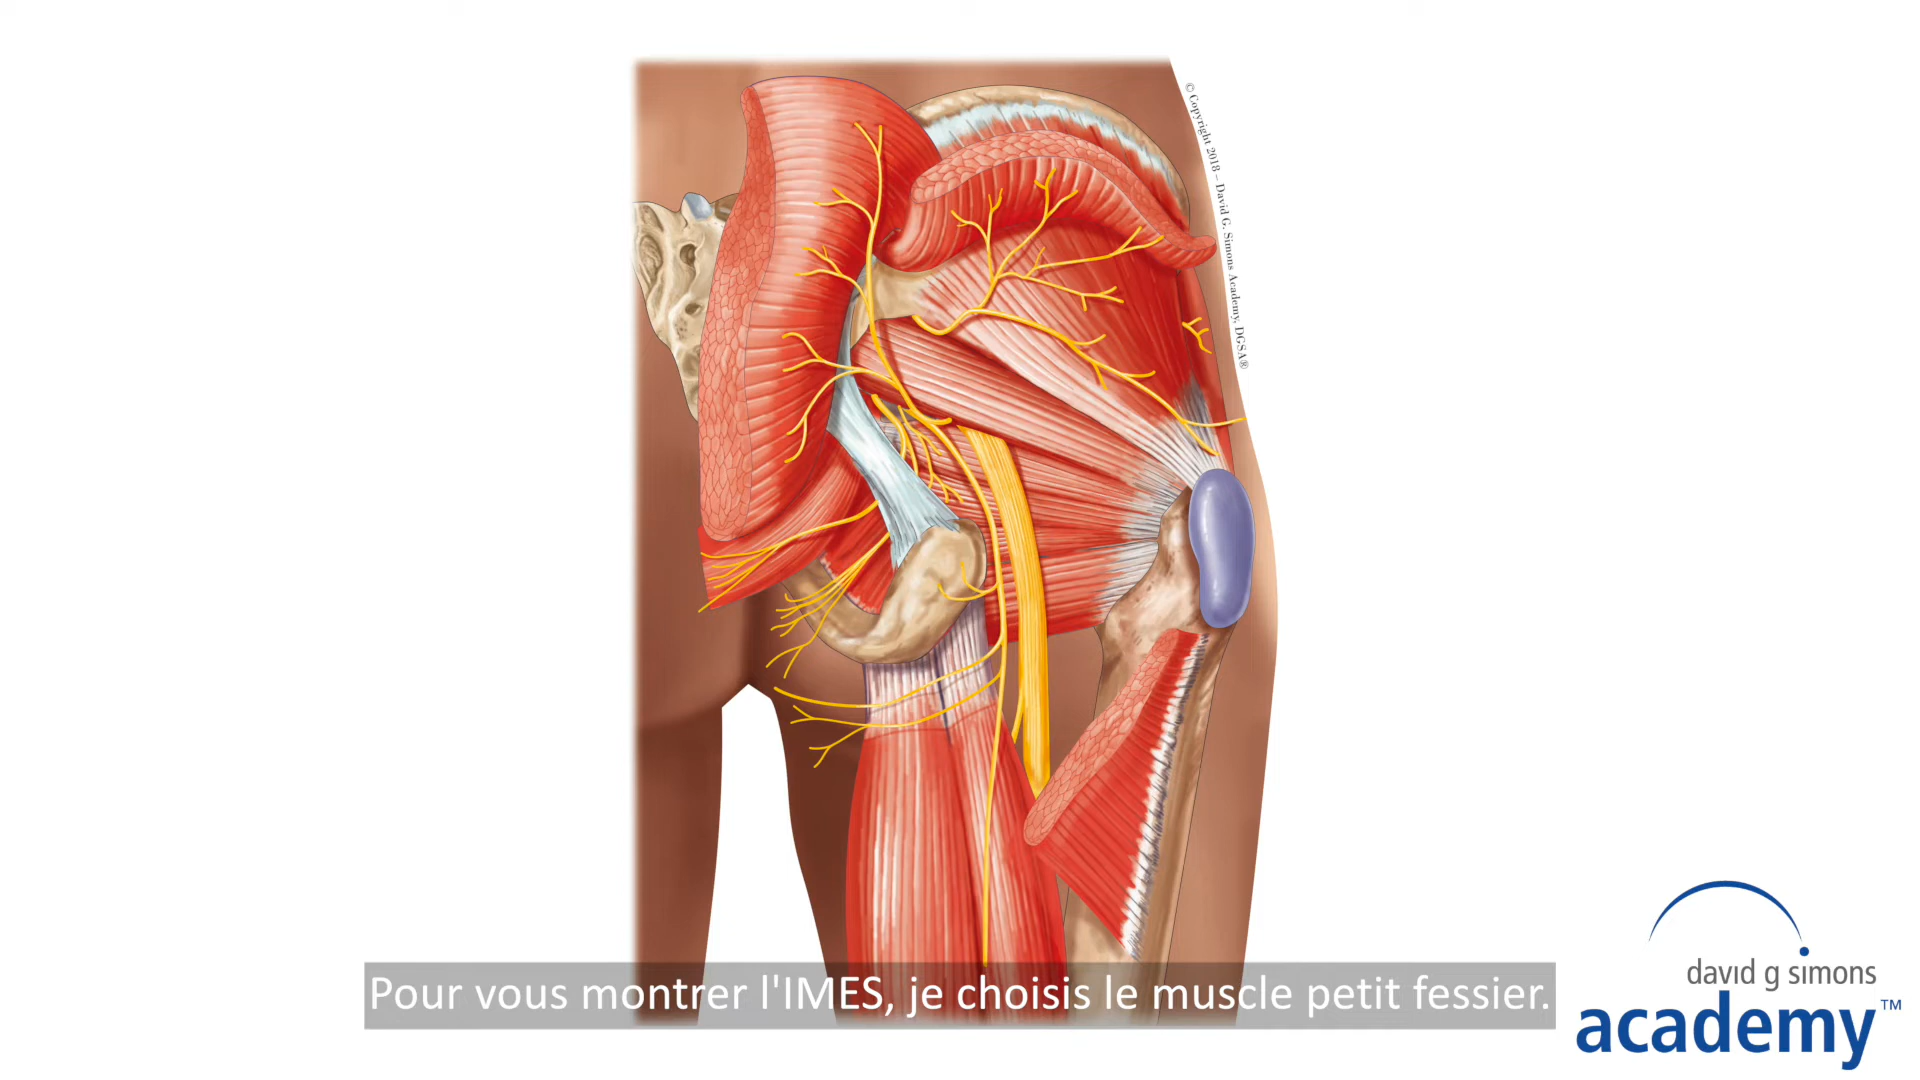 © Copyright 2018 – David G. Simons Academy, DGSA®
Pour vous montrer l'IMES, je choisis le muscle petit fessier.
david g simons
academy™